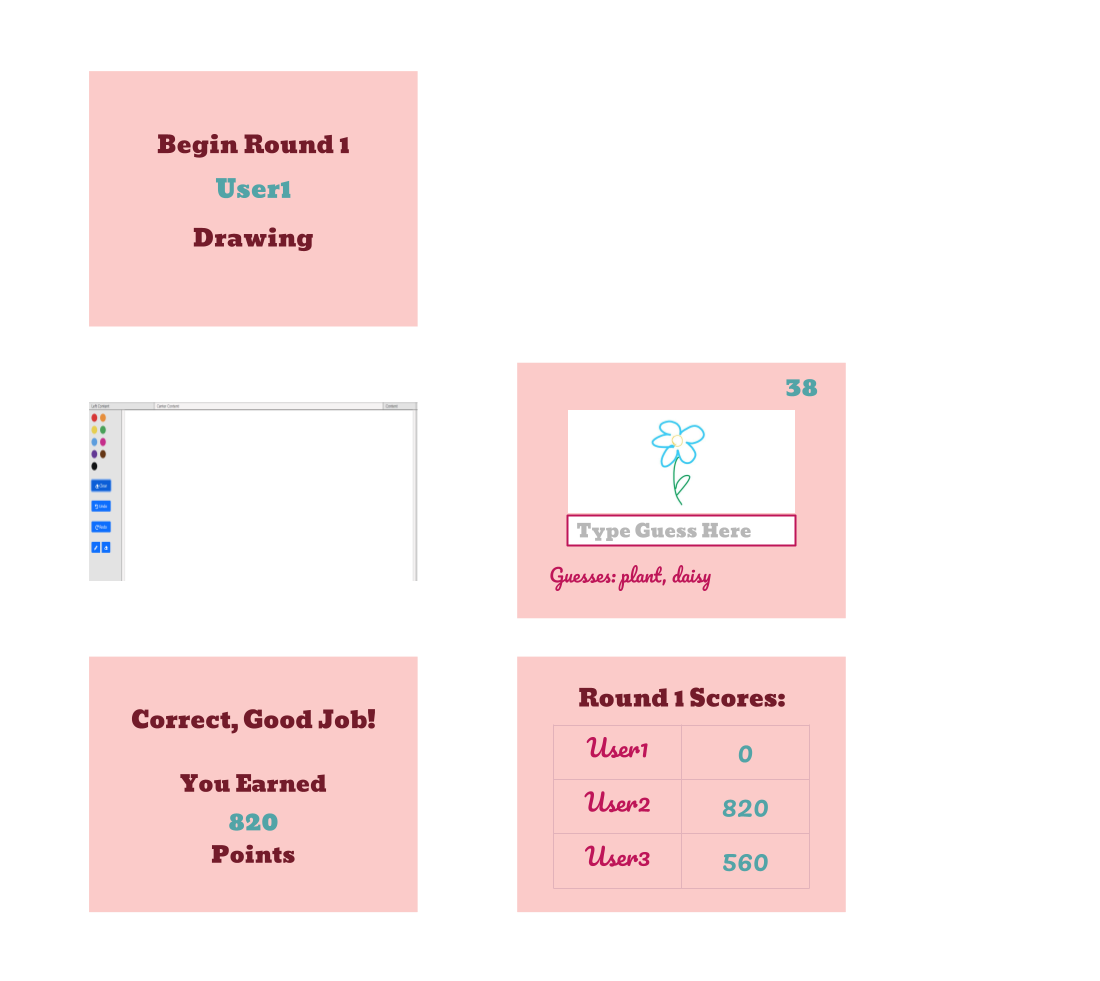 Begin Round 1
User1
Drawing
Left Content
Center Content
Content
Clear
Undo
Redo
38
Type Guess Here
Guesses: plant, daisy
Correct, Good Job!
You Earned
820
Points
Round 1 Scores:
User1 0
User2 820
User3 560